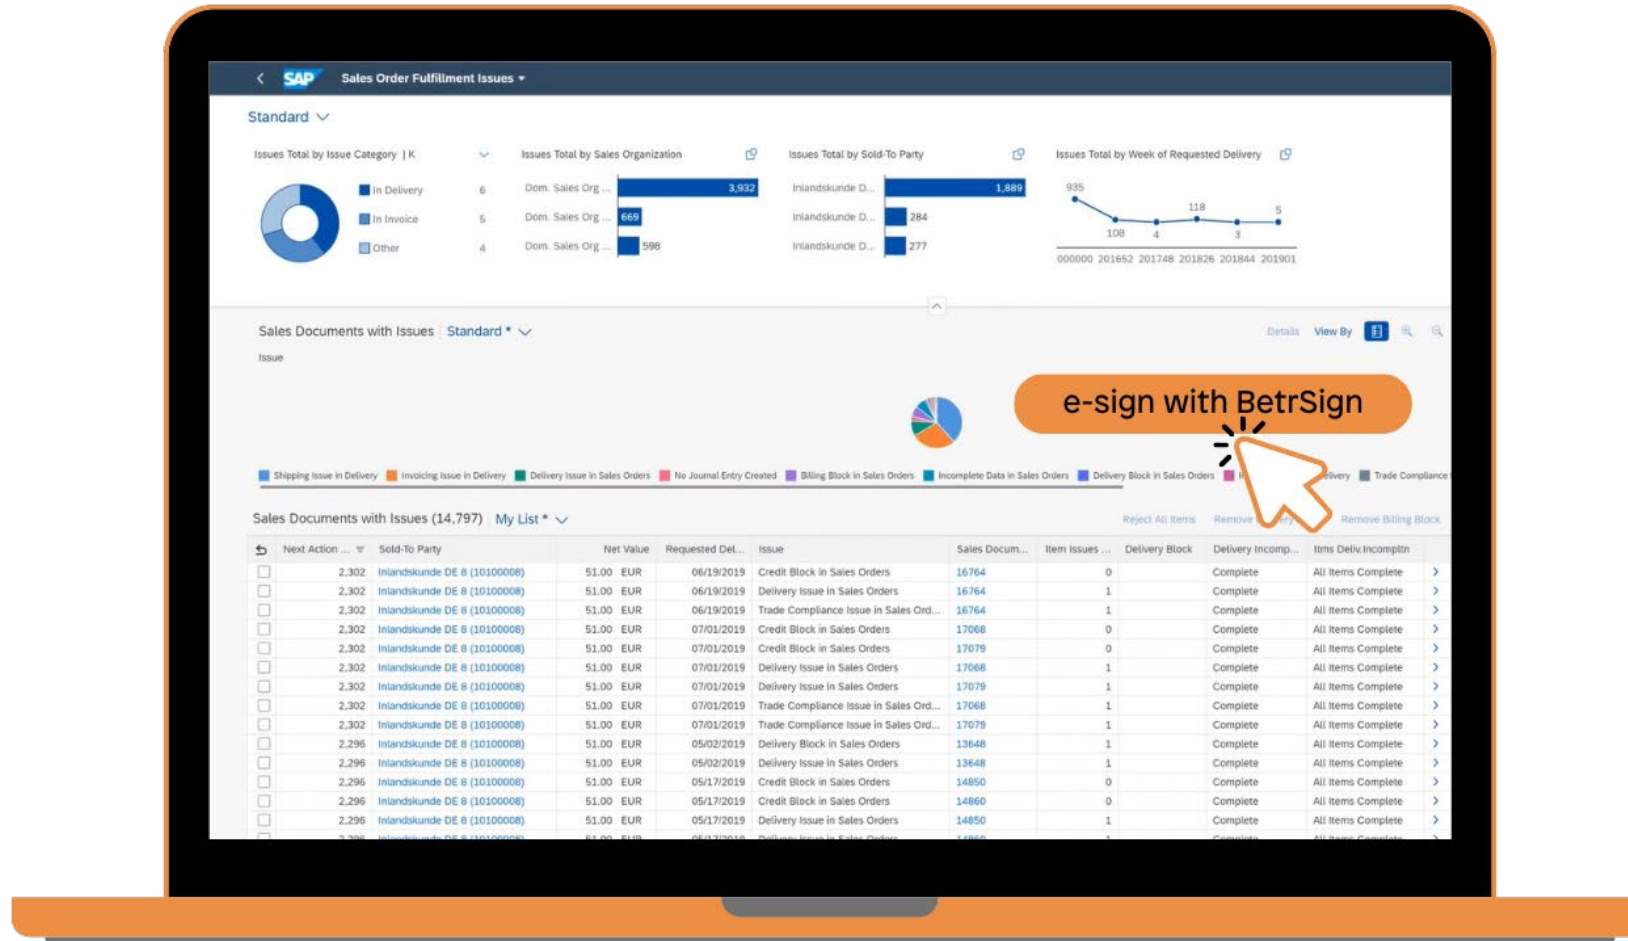 SAP Sales Order Fulfillment Issues
Standard
Issues Total by Issue Category | K
In Delivery 6
In Invoice 5
Other 4
Issues Total by Sales Organization
Dom. Sales Org ... 3,932
Dom. Sales Org ... 669
Dom. Sales Org ... 598
Issues Total by Sold-To Party
Inlandskunde D... 1,889
Inlandskunde D... 284
Inlandskunde D... 277
Issues Total by Week of Requested Delivery
935 108 4 118 3 5
000000 201652 201748 201826 201844 201901
Sales Documents with Issues Standard * Details View By
Issue
e-sign with BetrSign
Shipping Issue in Delivery Invoicing Issue in Delivery Delivery Issue in Sales Orders No Journal Entry Created Billing Block in Sales Orders Incomplete Data in Sales Orders Delivery Block in Sales Orders Trade Compliance
Sales Documents with Issues (14,797) My List * Reject All Items Remove Remove Billing Block
Next Action ... Sold-To Party Net Value Requested Del... Issue Sales Docum... Item Issues ... Delivery Block Delivery Incomp... Itms Deliv.Incompltn
2,302 Inlandskunde DE 8 (10100008) 51.00 EUR 06/19/2019 Credit Block in Sales Orders 16764 0 Complete All Items Complete
2,302 Inlandskunde DE 8 (10100008) 51.00 EUR 06/19/2019 Delivery Issue in Sales Orders 16764 1 Complete All Items Complete
2,302 Inlandskunde DE 8 (10100008) 51.00 EUR 06/19/2019 Trade Compliance Issue in Sales Ord... 16764 1 Complete All Items Complete
2,302 Inlandskunde DE 8 (10100008) 51.00 EUR 07/01/2019 Credit Block in Sales Orders 17068 0 Complete All Items Complete
2,302 Inlandskunde DE 8 (10100008) 51.00 EUR 07/01/2019 Credit Block in Sales Orders 17079 0 Complete All Items Complete
2,302 Inlandskunde DE 8 (10100008) 51.00 EUR 07/01/2019 Delivery Issue in Sales Orders 17068 1 Complete All Items Complete
2,302 Inlandskunde DE 8 (10100008) 51.00 EUR 07/01/2019 Delivery Issue in Sales Orders 17079 1 Complete All Items Complete
2,302 Inlandskunde DE 8 (10100008) 51.00 EUR 07/01/2019 Trade Compliance Issue in Sales Ord... 17068 1 Complete All Items Complete
2,302 Inlandskunde DE 8 (10100008) 51.00 EUR 07/01/2019 Trade Compliance Issue in Sales Ord... 17079 1 Complete All Items Complete
2,296 Inlandskunde DE 8 (10100008) 51.00 EUR 05/02/2019 Delivery Block in Sales Orders 13648 1 Complete All Items Complete
2,296 Inlandskunde DE 8 (10100008) 51.00 EUR 05/02/2019 Delivery Issue in Sales Orders 13648 1 Complete All Items Complete
2,296 Inlandskunde DE 8 (10100008) 51.00 EUR 05/17/2019 Credit Block in Sales Orders 14850 0 Complete All Items Complete
2,296 Inlandskunde DE 8 (10100008) 51.00 EUR 05/17/2019 Credit Block in Sales Orders 14860 0 Complete All Items Complete
2,296 Inlandskunde DE 8 (10100008) 51.00 EUR 05/17/2019 Delivery Issue in Sales Orders 14850 1 Complete All Items Complete